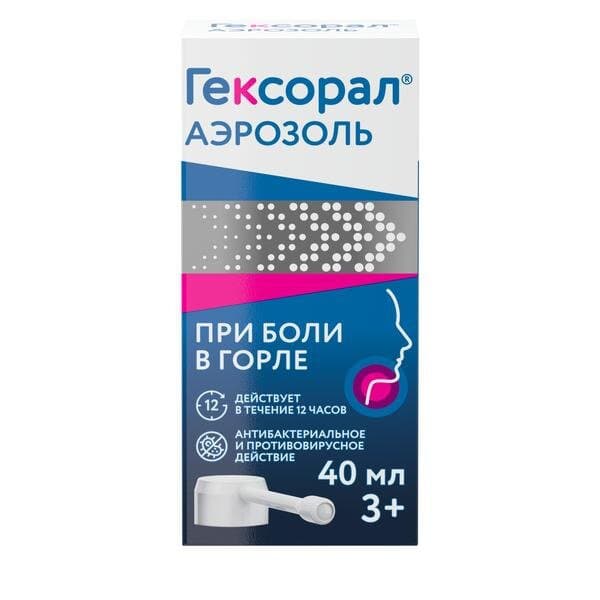 Гексорал®
АЭРОЗОЛЬ
ПРИ БОЛИ
В ГОРЛЕ
12
ДЕЙСТВУЕТ
В ТЕЧЕНИЕ 12 ЧАСОВ
АНТИБАКТЕРИАЛЬНОЕ
И ПРОТИВОВИРУСНОЕ
ДЕЙСТВИЕ
40 мл
3+